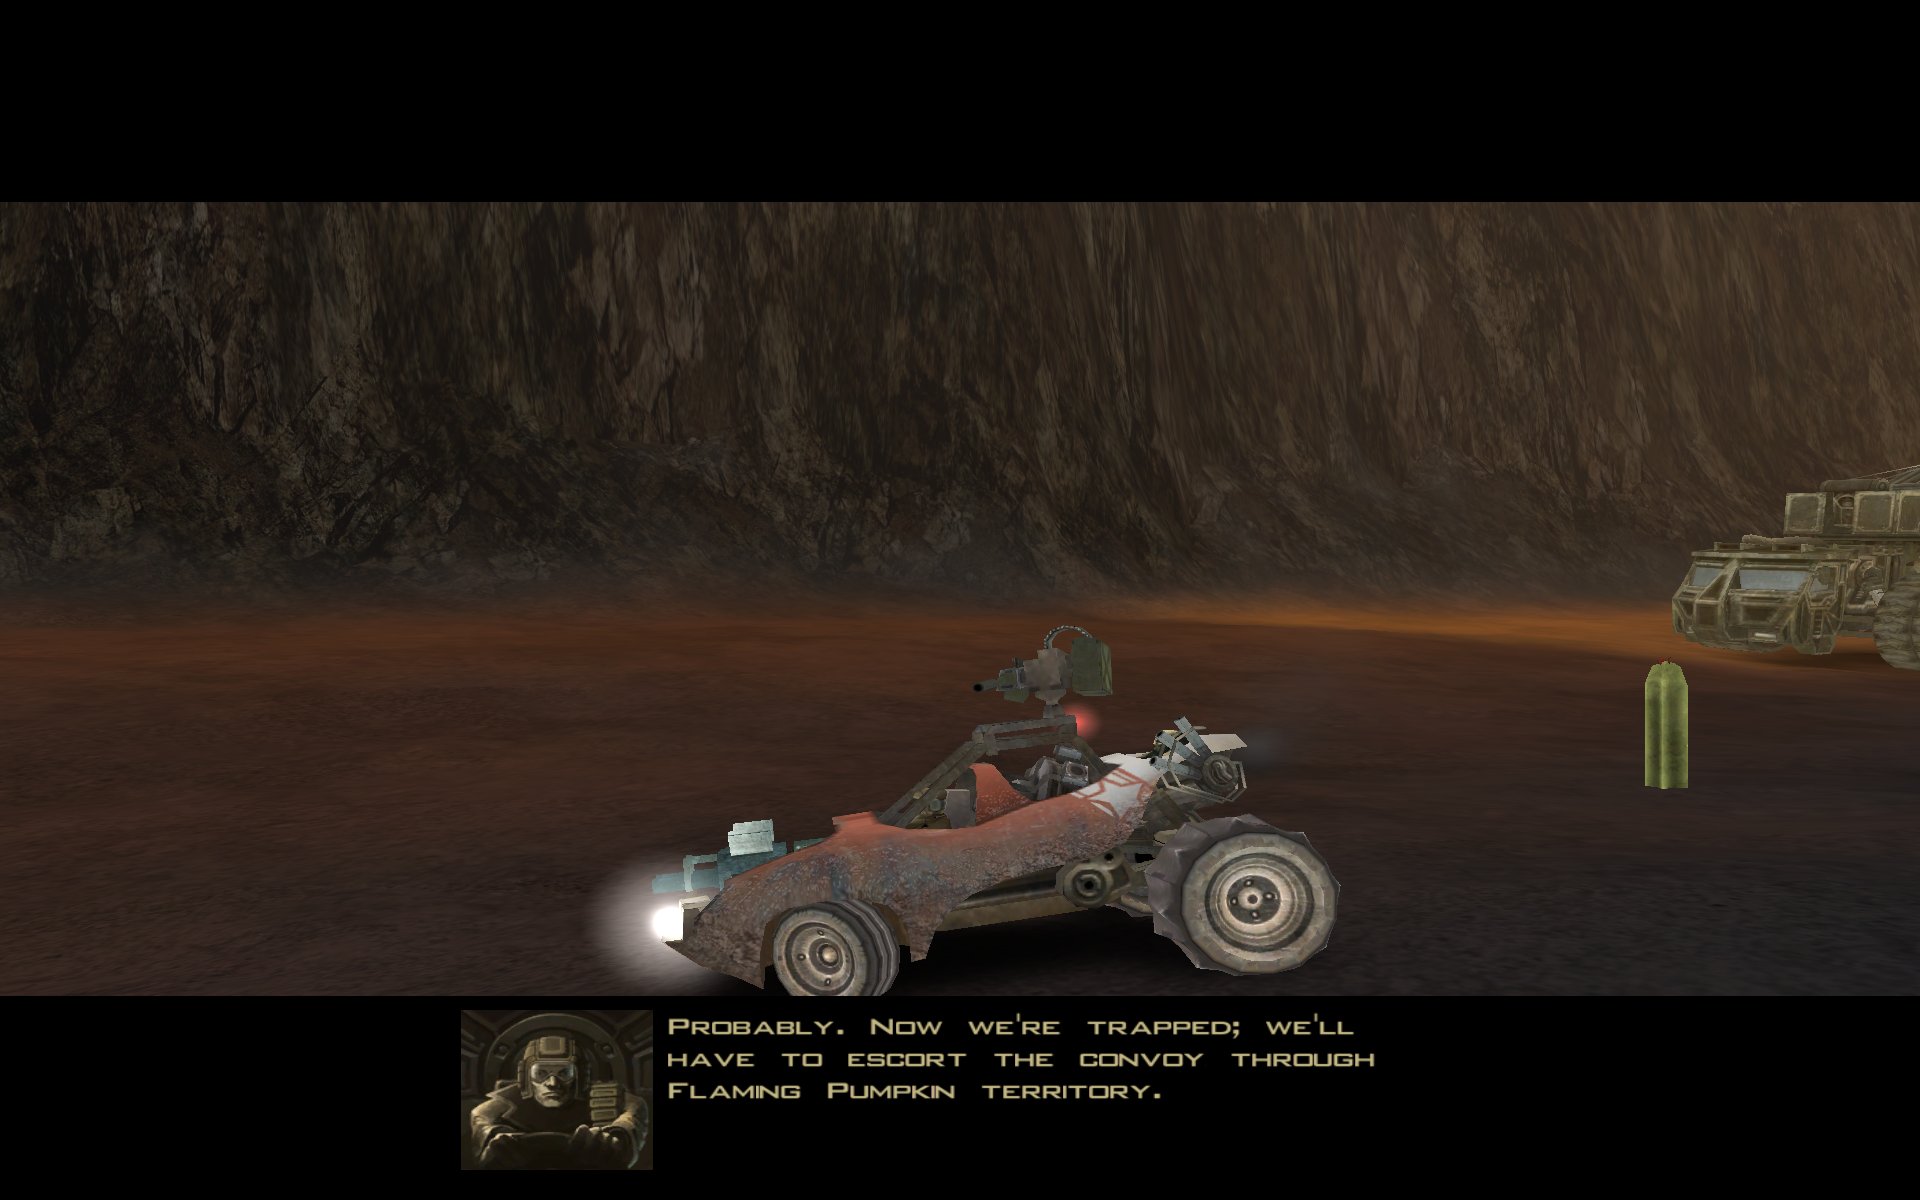 Probably. Now we're trapped; we'll
have to escort the convoy through
Flaming Pumpkin territory.